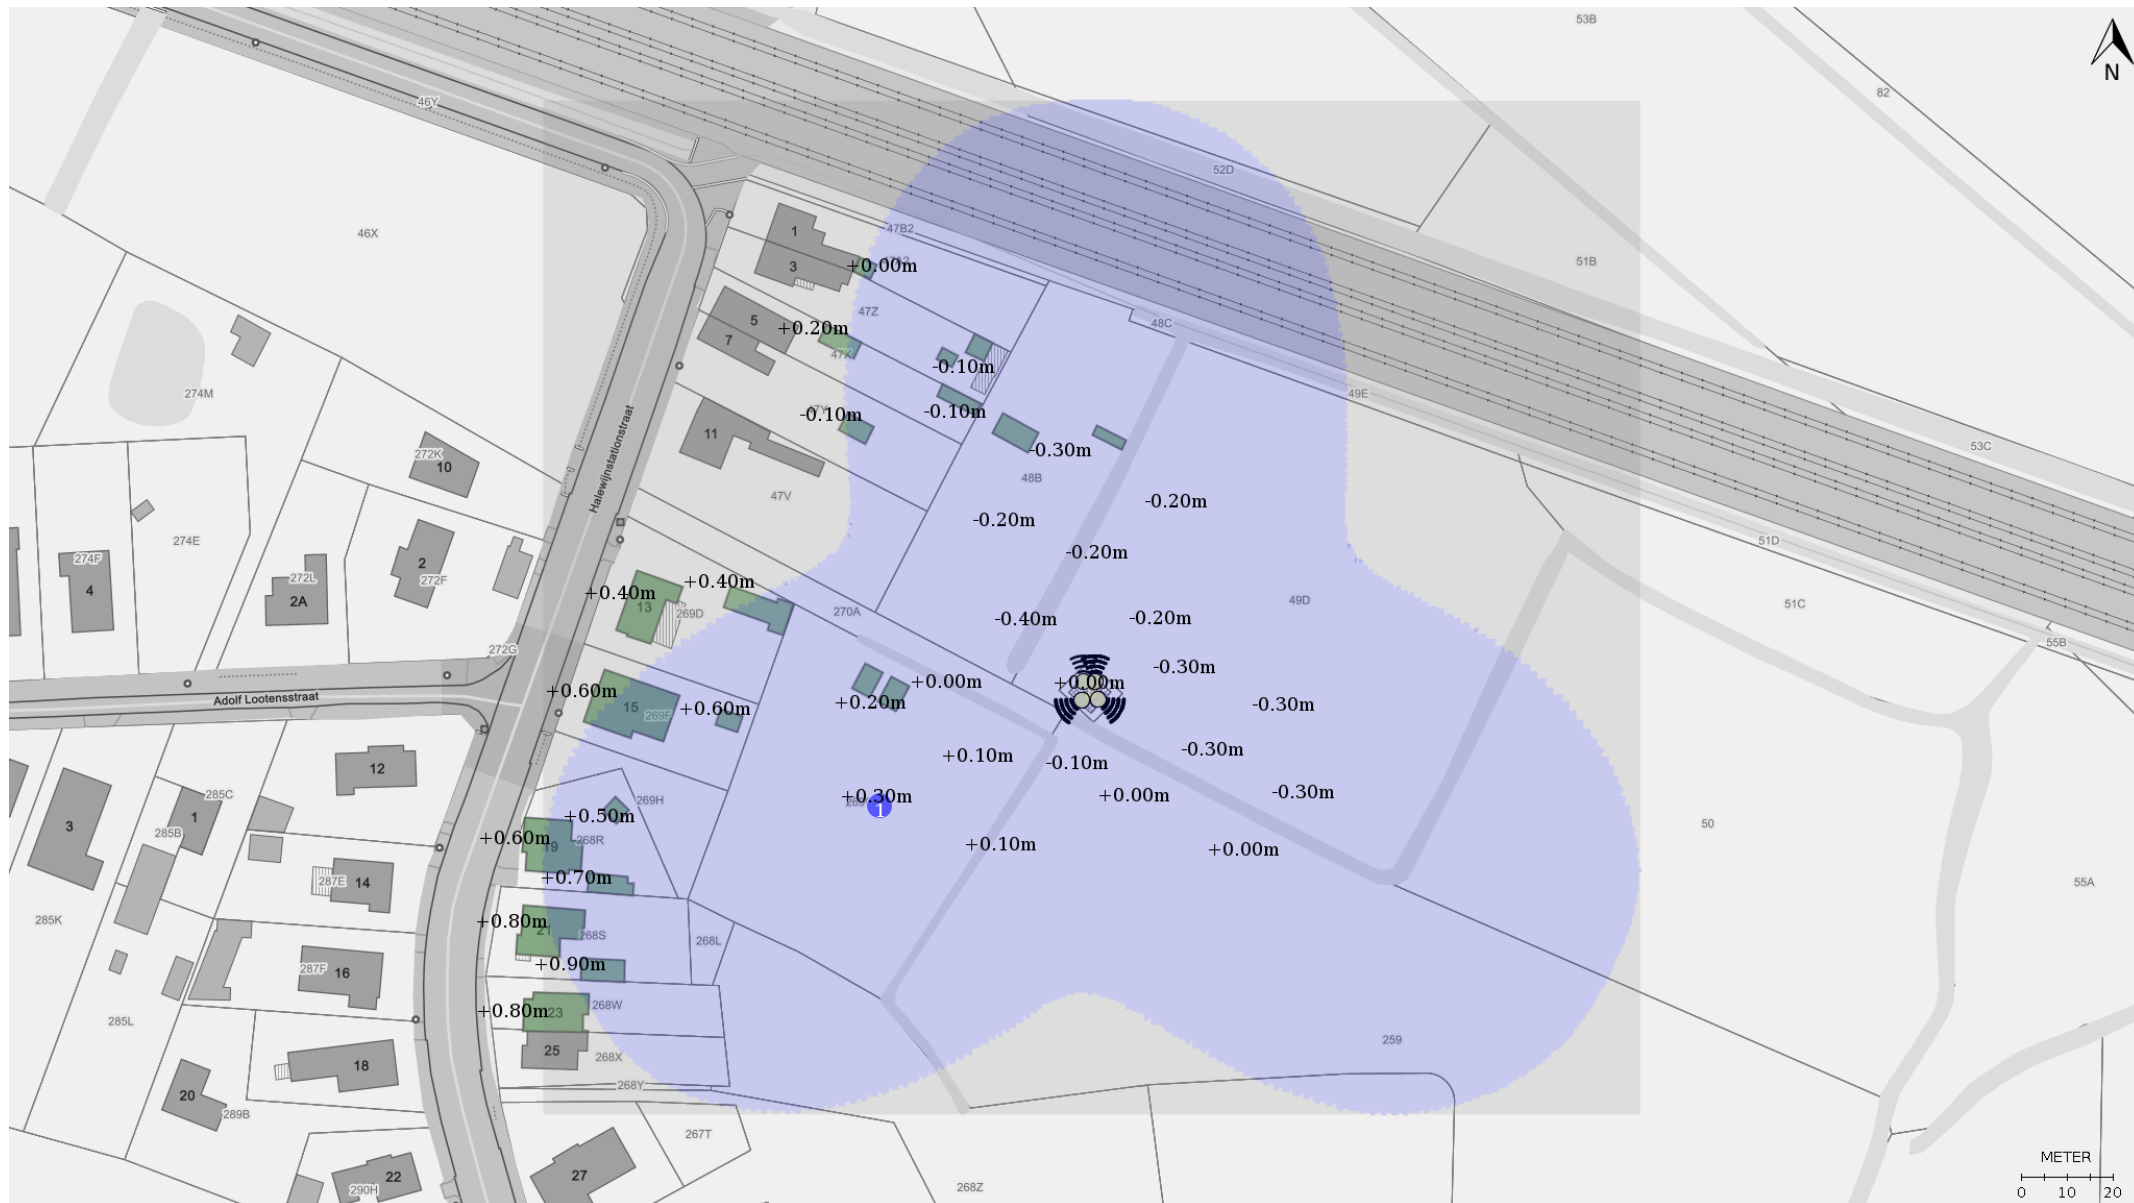 53B
N
82
46Y
52D
46X
1
47B2
3
+0.00m
51B
47Z
5
+0.20m
48C
7
47X
-0.10m
274M
49E
-0.10m
-0.10m
11
53C
272K
10
-0.30m
Halewijnstationstraat
48B
47V
-0.20m
-0.20m
274E
51D
-0.20m
274F
2
4
272L
272F
2A
+0.40m
+0.40m
13
269D
270A
49D
51C
-0.40m
-0.20m
55B
272G
-0.30m
+0.00m
+0.00m
Adolf Lootensstraat
+0.60m
+0.60m
15
269F
+0.20m
-0.30m
-0.30m
+0.10m
-0.10m
12
285C
+0.30m
+0.00m
-0.30m
269H
1
+0.50m
1
3
285B
+0.60m
19
268R
50
+0.10m
+0.00m
287E
14
+0.70m
55A
285K
+0.80m
21
268S
268L
287F
16
+0.90m
268W
+0.80m
23
285L
259
25
268X
18
268Y
20
289B
267T
METER
27
22
290H
268Z
0 10 20